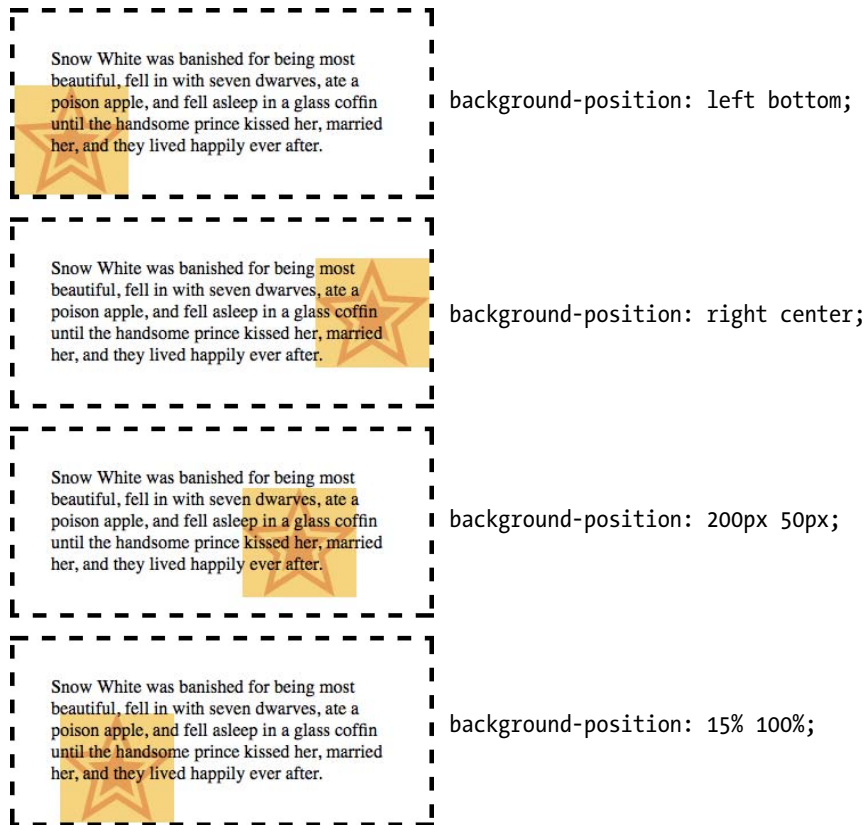 Snow White was banished for being most
beautiful, fell in with seven dwarves, ate a
poison apple, and fell asleep in a glass coffin
until the handsome prince kissed her, married
her, and they lived happily ever after.
background-position: left bottom;
Snow White was banished for being most
beautiful, fell in with seven dwarves, ate a
poison apple, and fell asleep in a glass coffin
until the handsome prince kissed her, married
her, and they lived happily ever after.
background-position: right center;
Snow White was banished for being most
beautiful, fell in with seven dwarves, ate a
poison apple, and fell asleep in a glass coffin
until the handsome prince kissed her, married
her, and they lived happily ever after.
background-position: 200px 50px;
Snow White was banished for being most
beautiful, fell in with seven dwarves, ate a
poison apple, and fell asleep in a glass coffin
until the handsome prince kissed her, married
her, and they lived happily ever after.
background-position: 15% 100%;